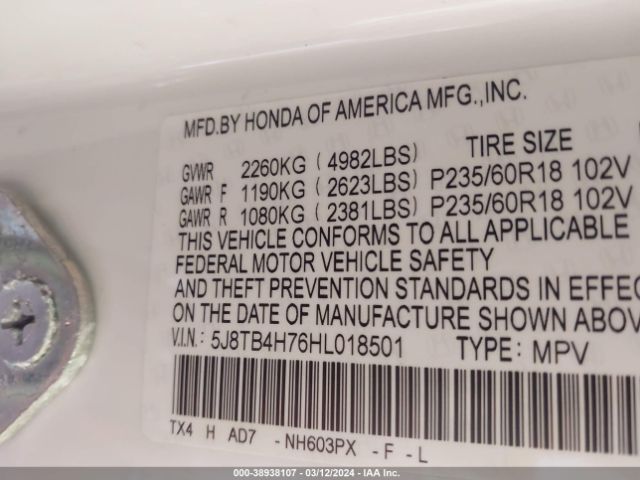 MFD.BY HONDA OF AMERICA MFG.,INC.
GVWR 2260KG (4982LBS) TIRE SIZE
GAWR F 1190KG (2623LBS) P235/60R18 102V
GAWR R 1080KG (2381LBS) P235/60R18 102V
THIS VEHICLE CONFORMS TO ALL APPLICABLE
FEDERAL MOTOR VEHICLE SAFETY
AND THEFT PREVENTION STANDARDS IN EFFEC
ON THE DATE OF MANUFACTURE SHOWN ABOV
V.I.N.: 5J8TB4H76HL018501 TYPE: MPV
TX4 H AD7 -NH603PX -F-L
000-38938107 - 03/12/2024 - IAA Inc.